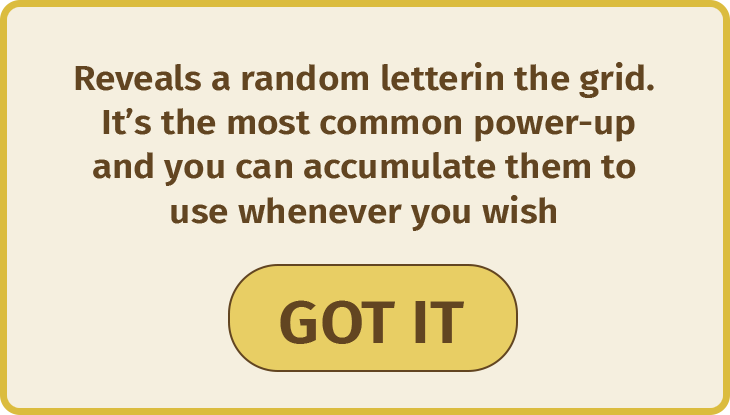 Reveals a random letterin the grid.
It’s the most common power-up
and you can accumulate them to
use whenever you wish
GOT IT